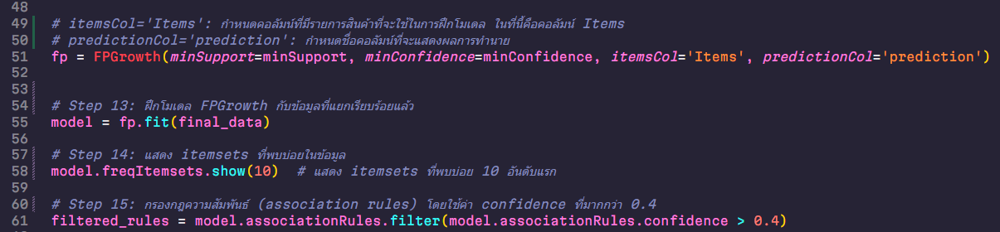 48
49 # itemsCol='Items': กำหนดคอลัมน์ที่มีรายการสินค้าที่จะใช้ในการฝึกโมเดล ในที่นี้คือคอลัมน์ Items
50 # predictionCol='prediction': กำหนดชื่อคอลัมน์ที่จะแสดงผลการทำนาย
51 fp = FPGrowth(minSupport=minSupport, minConfidence=minConfidence, itemsCol='Items', predictionCol='prediction')
52
53
54 # Step 13: ฝึกโมเดล FPGrowth กับข้อมูลที่แยกเรียบร้อยแล้ว
55 model = fp.fit(final_data)
56
57 # Step 14: แสดง itemsets ที่พบบ่อยในข้อมูล
58 model.freqItemsets.show(10)  # แสดง itemsets ที่พบบ่อย 10 อันดับแรก
59
60 # Step 15: กรองกฎความสัมพันธ์ (association rules) โดยใช้ค่า confidence ที่มากกว่า 0.4
61 filtered_rules = model.associationRules.filter(model.associationRules.confidence > 0.4)